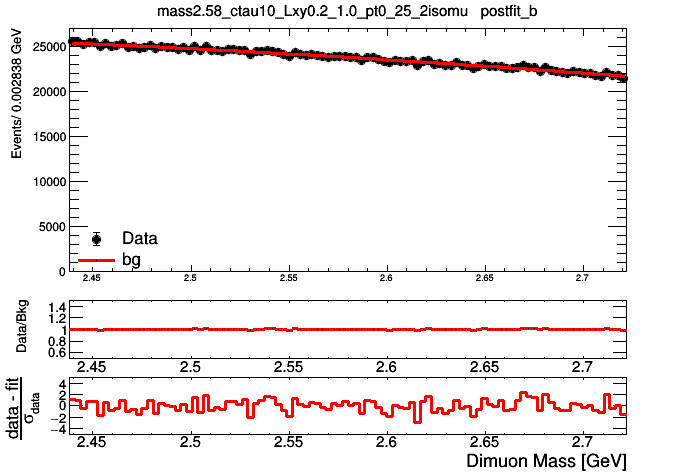 mass2.58_ctau10_Lxy0.2_1.0_pt0_25_2isomu postfit_b
Events/ 0.002838 GeV
25000
20000
15000
10000
5000
0
Data
bg
2.45 2.5 2.55 2.6 2.65 2.7
Data/Bkg
1.4
1.2
1
0.8
0.6
2.45 2.5 2.55 2.6 2.65 2.7
data - fit
σdata
4
2
0
−2
−4
2.45 2.5 2.55 2.6 2.65 2.7
Dimuon Mass [GeV]